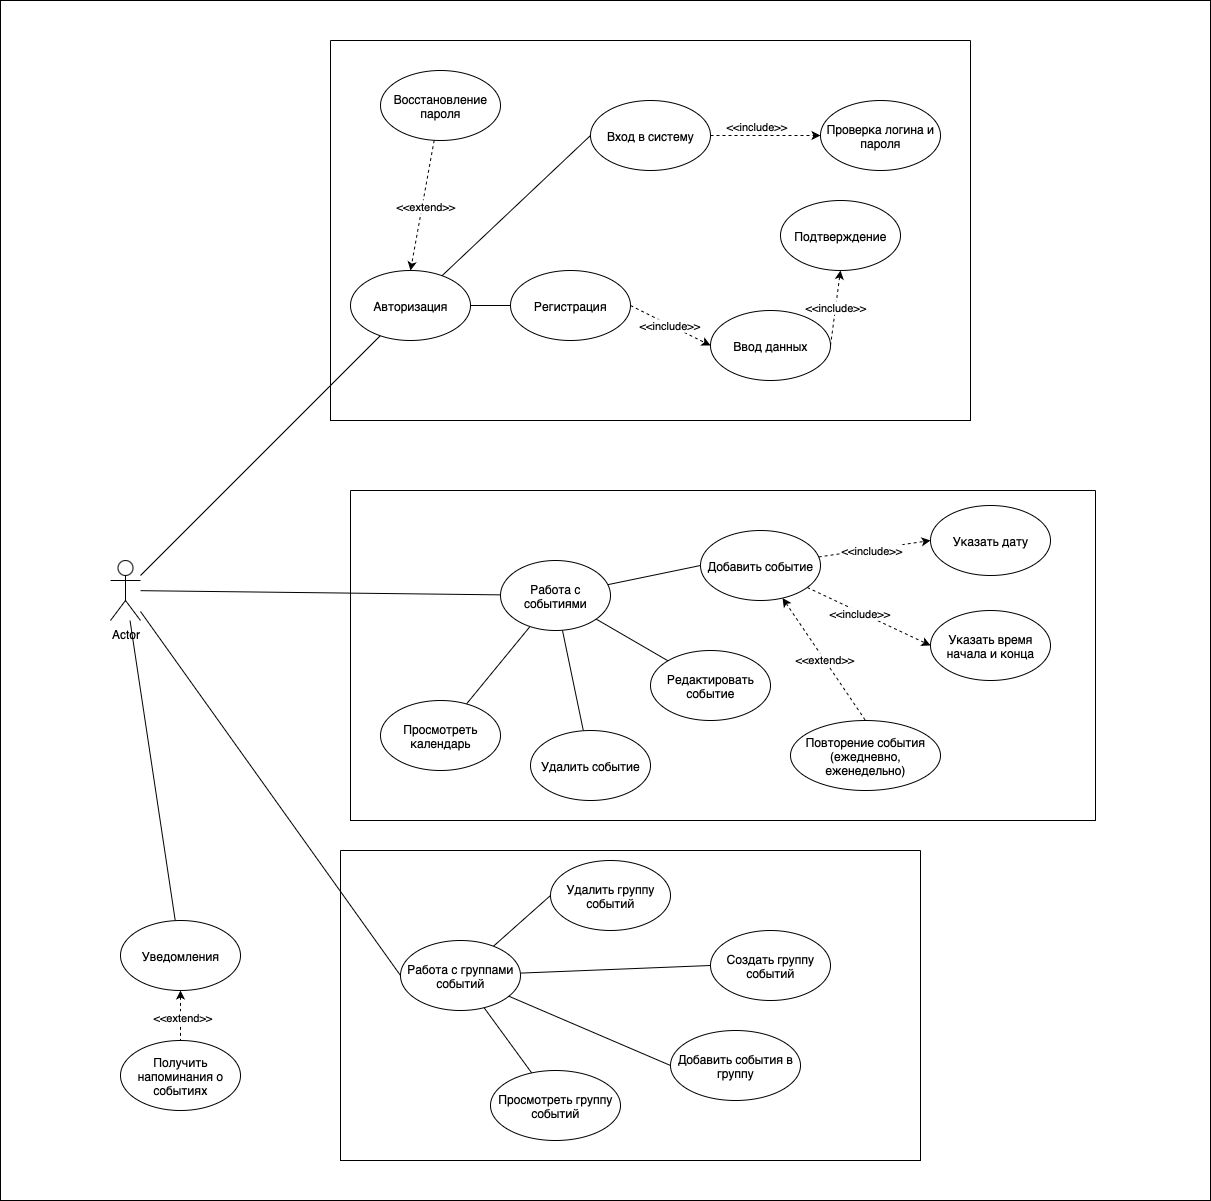 Восстановление
пароля
Вход в систему
<<include>>
Проверка логина и
пароля
<<extend>>
Подтверждение
Авторизация
Регистрация
<<include>>
<<include>>
Ввод данных
Actor
Работа с
событиями
Добавить событие
<<include>>
Указать дату
<<include>>
Указать время
начала и конца
<<extend>>
Редактировать
событие
Просмотреть
календарь
Удалить событие
Повторение события
(ежедневно,
еженедельно)
Удалить группу
событий
Уведомления
Работа с группами
событий
Создать группу
событий
<<extend>>
Получить
напоминания о
событиях
Добавить события в
группу
Просмотреть группу
событий